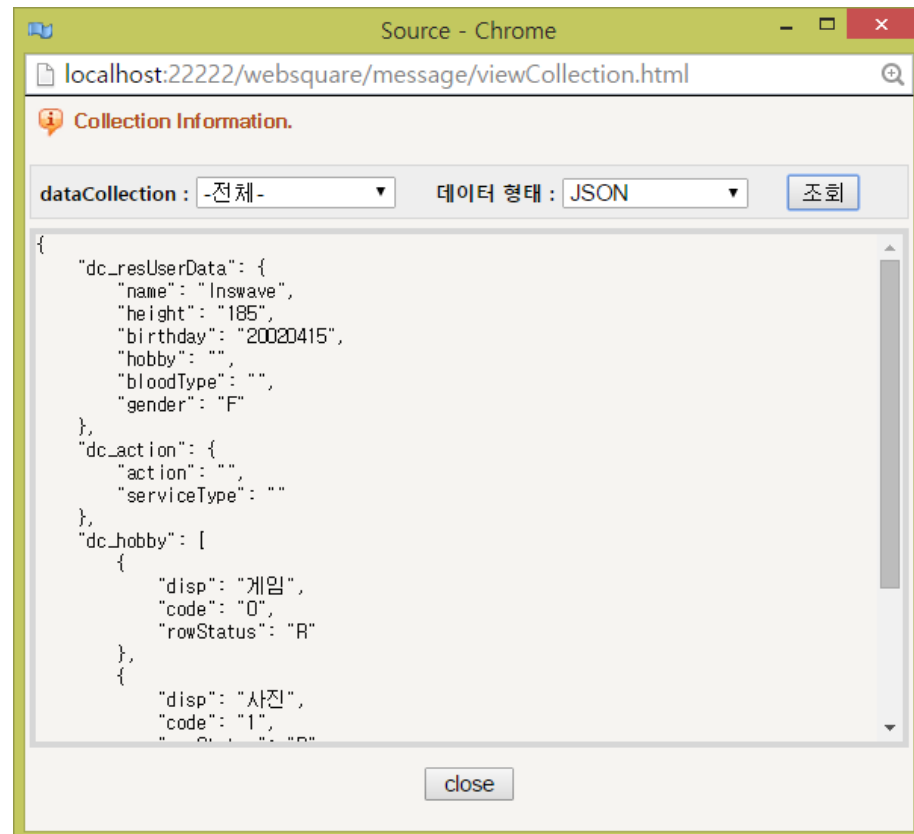 Source - Chrome
localhost:22222/websquare/message/viewCollection.html
Collection Information.
dataCollection : -전체- 데이터 형태 : JSON 조회
{
"dc_resUserData": {
"name": "Inswave",
"height": "185",
"birthday": "20020415",
"hobby": "",
"bloodType": "",
"gender": "F"
},
"dc_action": {
"action": "",
"serviceType": ""
},
"dc_hobby": [
{
"disp": "게임",
"code": "0",
"rowStatus": "R"
},
{
"disp": "사진",
"code": "1",
close